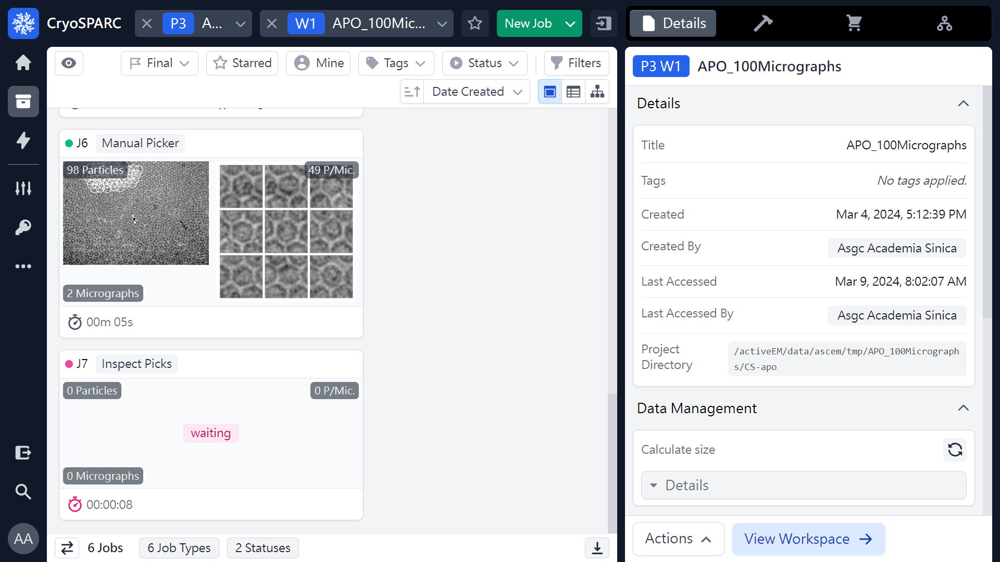 CryoSPARC
P3 A...
W1 APO_100Mic...
New Job
Details
Final
Starred
Mine
Tags
Status
Filters
Date Created
J6 Manual Picker
98 Particles
49 P/Mic.
2 Micrographs
00m 05s
J7 Inspect Picks
0 Particles
0 P/Mic.
waiting
0 Micrographs
00:00:08
AA
6 Jobs
6 Job Types
2 Statuses
P3 W1 APO_100Micrographs
Details
Title APO_100Micrographs
Tags No tags applied.
Created Mar 4, 2024, 5:12:39 PM
Created By Asgc Academia Sinica
Last Accessed Mar 9, 2024, 8:02:07 AM
Last Accessed By Asgc Academia Sinica
Project
Directory
/activeEM/data/ascem/tmp/APO_100Micrograph
s/CS-apo
Data Management
Calculate size
Details
Actions
View Workspace